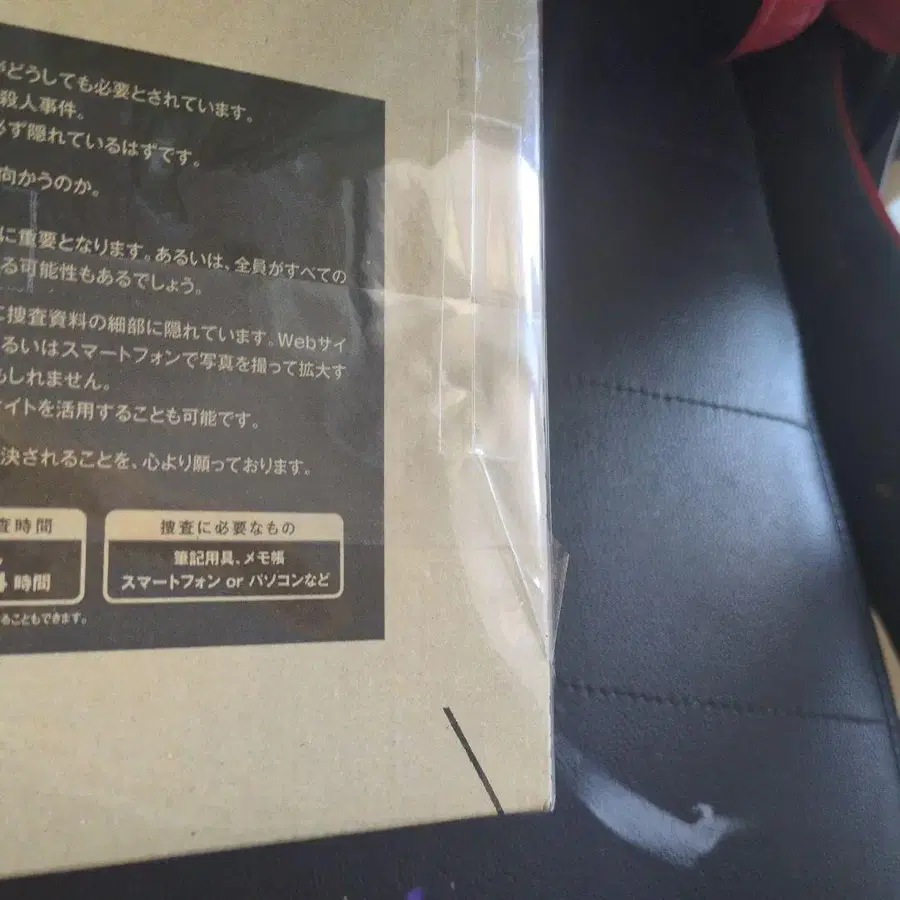 がどうしても必要とされています。
殺人事件。
必ず隠れているはずです。
向かうのか。
に重要となります。あるいは、全員がすべての
る可能性もあるでしょう。
に捜査資料の細部に隠れています。Webサイ
るいはスマートフォンで写真を撮って拡大す
もしれません。
サイトを活用することも可能です。
決されることを、心より願っております。
査時間
時間
捜査に必要なもの
筆記用具、メモ帳
スマートフォン or パソコンなど
ることもできます。